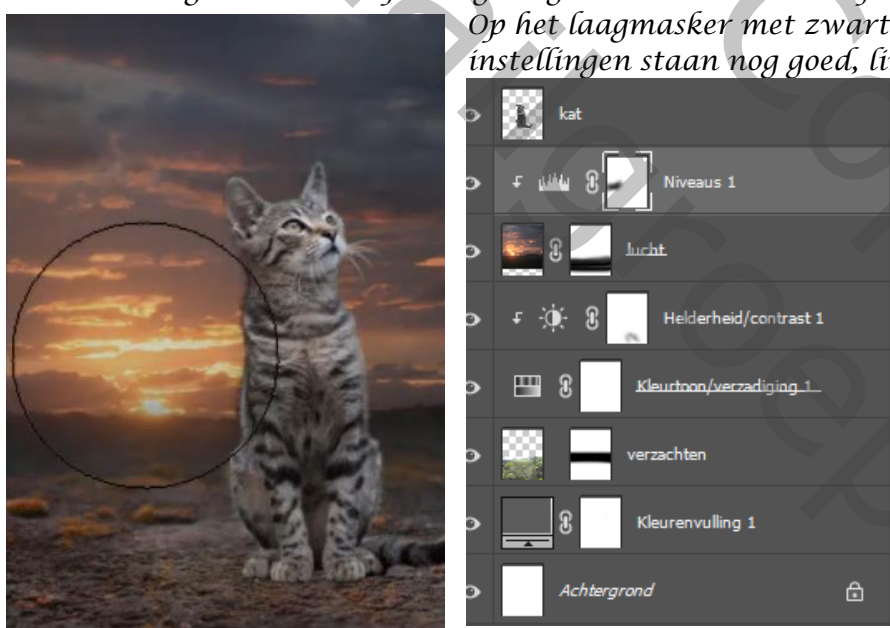 Op het laagmasker met zwart
instellingen staan nog goed,
kat
Niveaus 1
lucht
Helderheid/contrast 1
Kleurtoon/verzadiging 1
verzachten
Kleurenvulling 1
Achtergrond